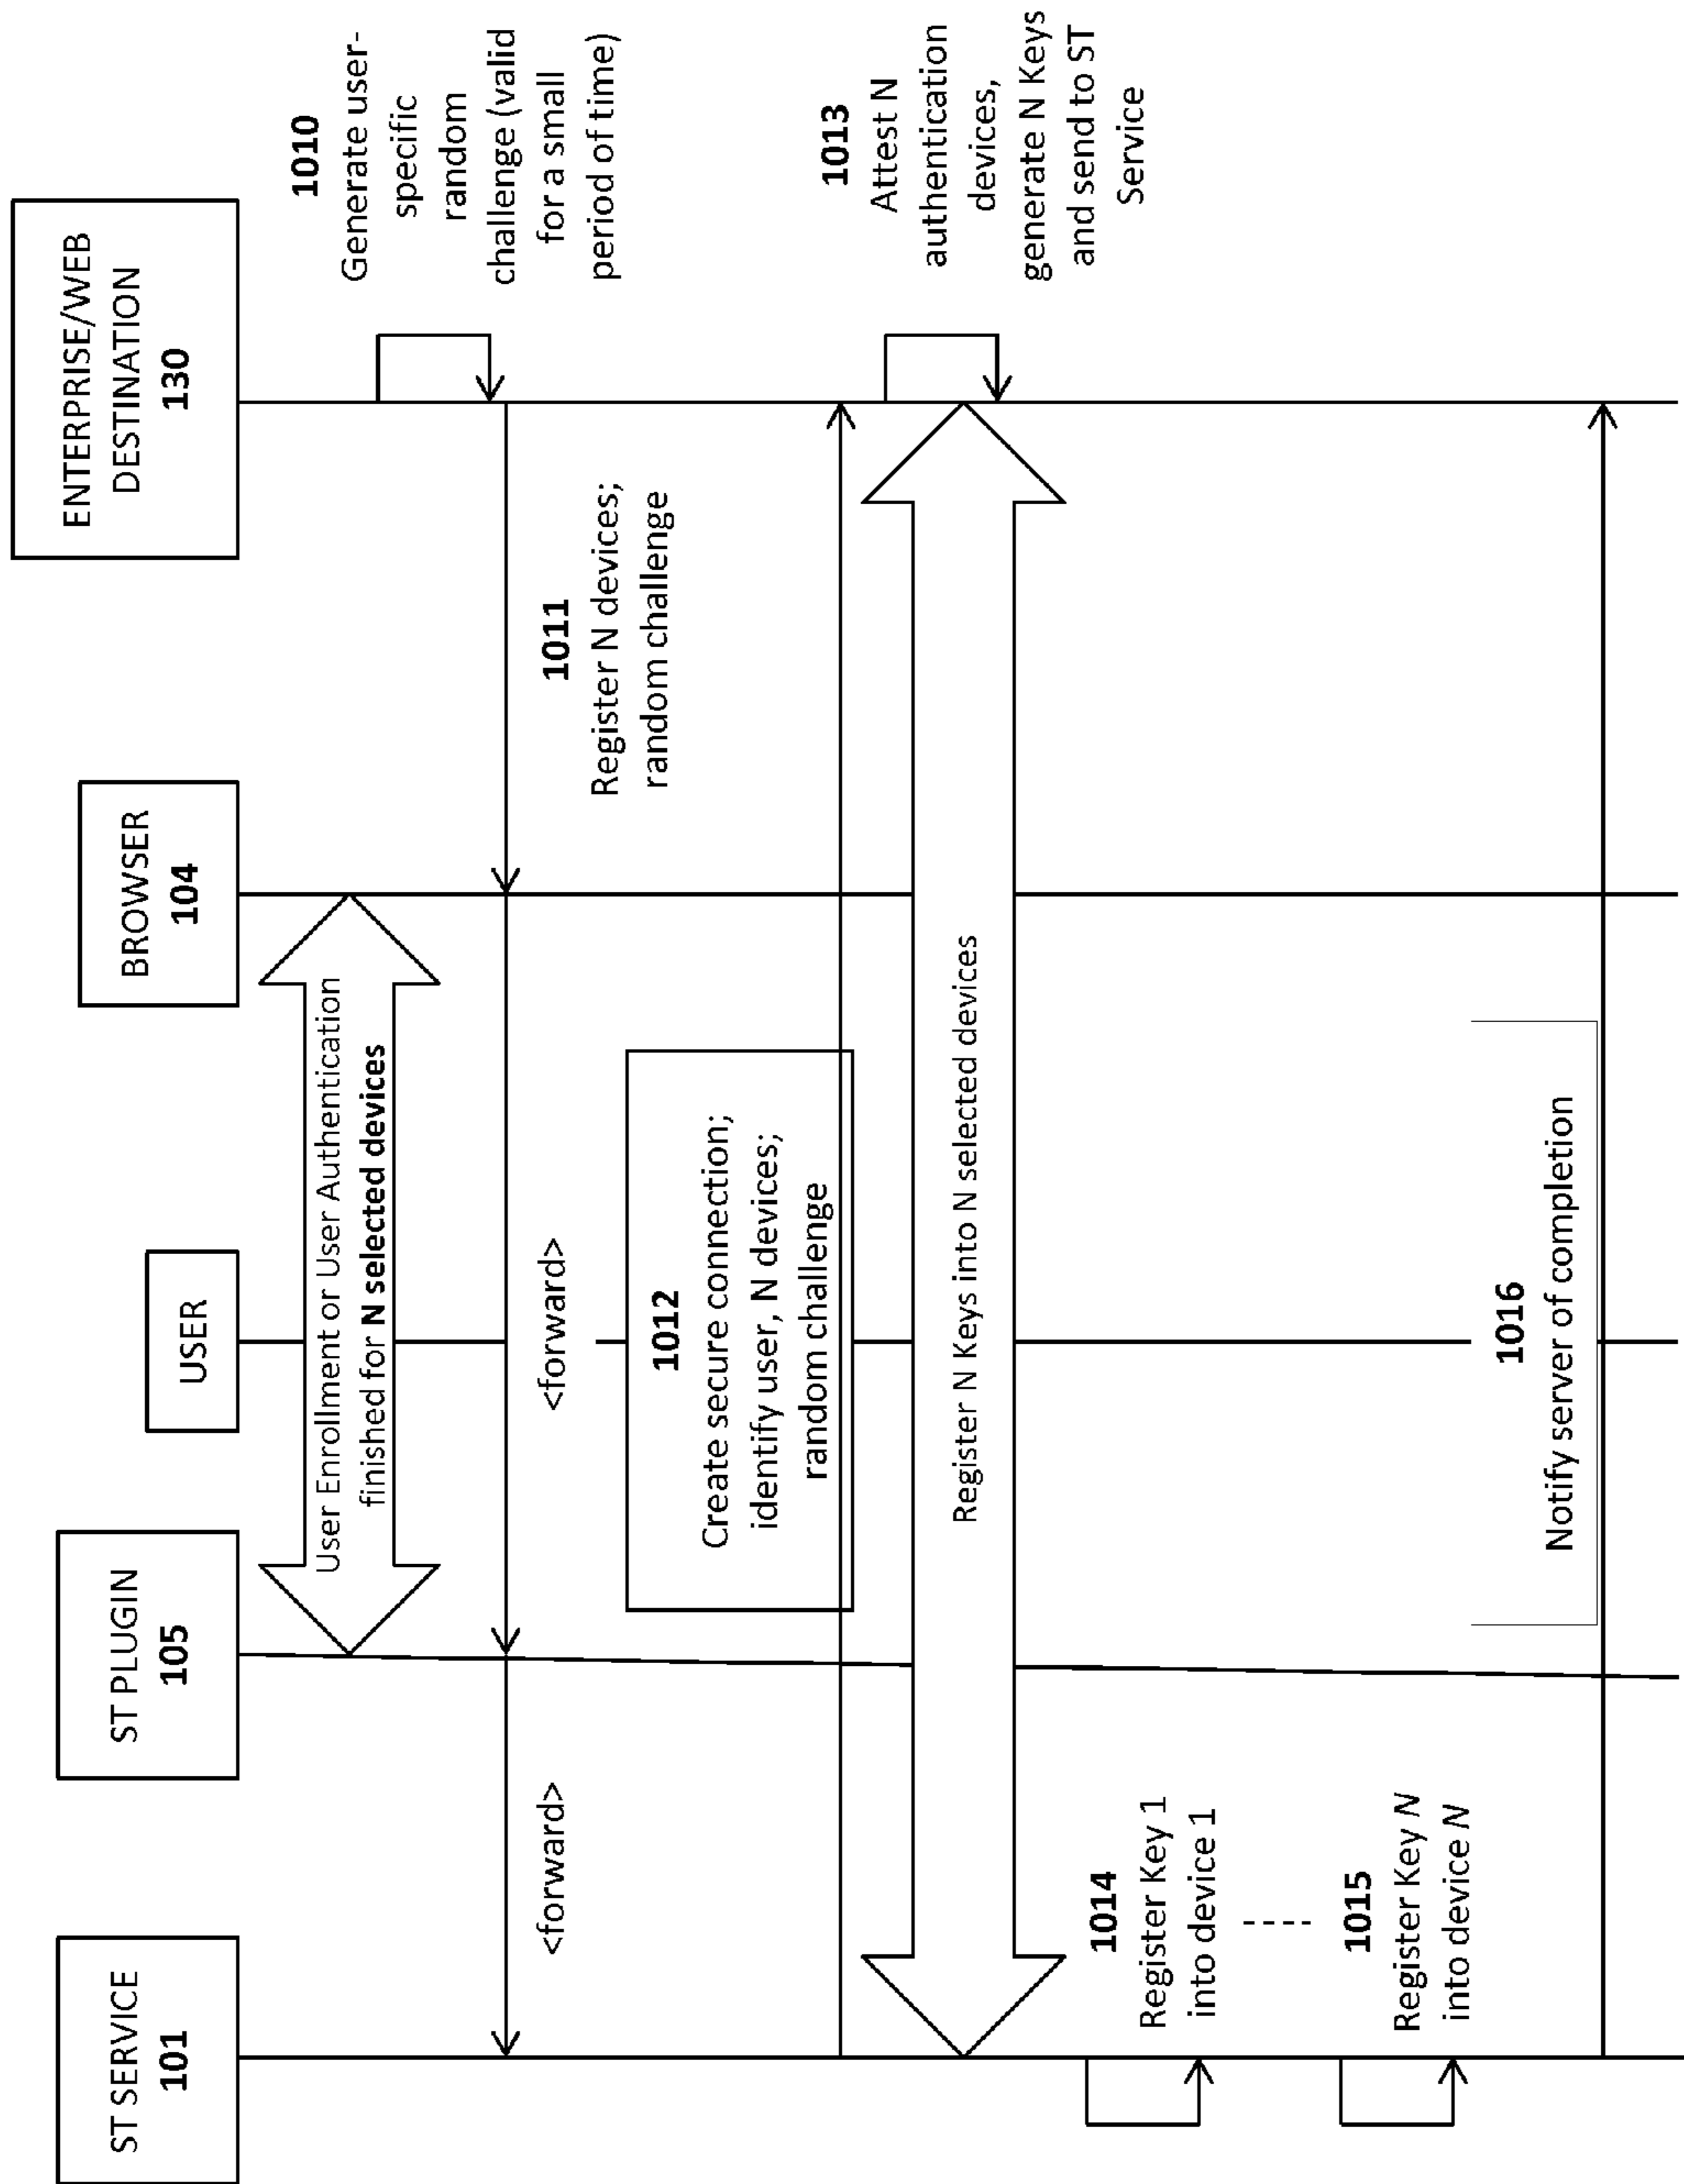 ST SERVICE
101
ST PLUGIN
105
USER
BROWSER
104
ENTERPRISE/WEB
DESTINATION
130
User Enrollment or User Authentication
finished for N selected devices
1010
Generate user-
specific
random
challenge (valid
for a small
period of time)
<forward>
<forward>
1011
Register N devices;
random challenge
1012
Create secure connection;
identify user, N devices;
random challenge
1013
Attest N
authentication
devices,
generate N Keys
and send to ST
Service
Register N Keys into N selected devices
1014
Register Key 1
into device 1
----
1015
Register Key N
into device N
1016
Notify server of completion